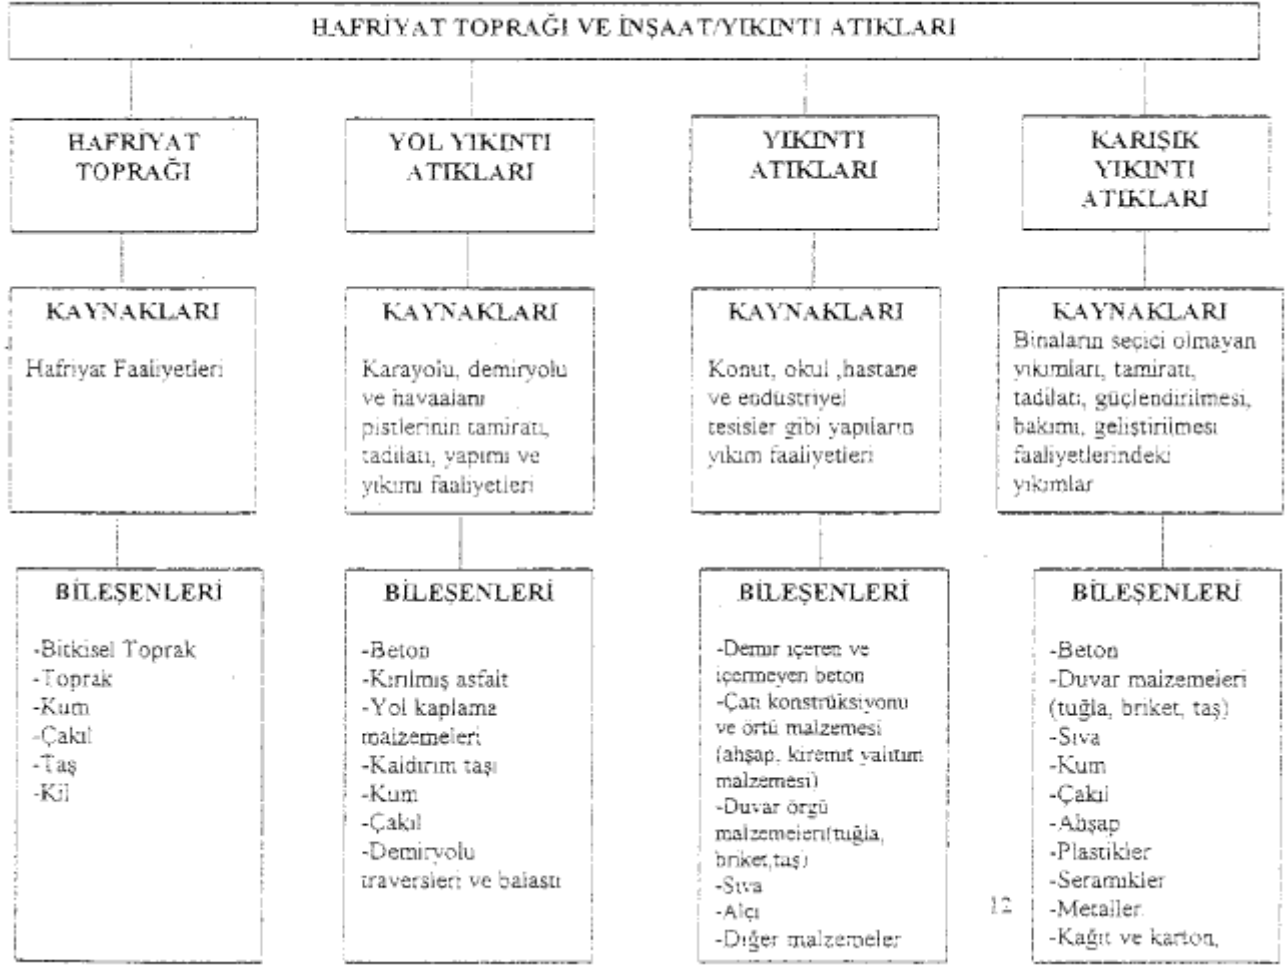 HAFRİYAT TOPRAĞI VE İNŞAAT/YIKINTI ATIKLARI
HAFRİYAT
TOPRAĞI
YOL YIKINTI
ATIKLARI
YIKINTI
ATIKLARI
KARIŞIK
YIKINTI
ATIKLARI
KAYNAKLARI
Hafriyat Faaliyetleri
KAYNAKLARI
Karayolu, demiryolu
ve havaalanı
pistlerinin tamiratı,
tadilatı, yapımı ve
yıkımı faaliyetleri
KAYNAKLARI
Konut, okul ,hastane
ve endüstriyel
tesisler gibi yapıların
yıkım faaliyetleri
KAYNAKLARI
Binaların seçici olmayan
yıkımları, tamiratı,
tadilatı, güçlendirilmesi,
bakımı, geliştirilmesi
faaliyetlerindeki
yıkımlar
BİLEŞENLERİ
-Bitkisel Toprak
-Toprak
-Kum
-Çakıl
-Taş
-Kil
BİLEŞENLERİ
-Beton
-Kırılmış asfalt
-Yol kaplama
malzemeleri
-Kaldırım taşı
-Kum
-Çakıl
-Demiryolu
traversleri ve balastı
BİLEŞENLERİ
-Demir içeren ve
içermeyen beton
-Çatı konstrüksiyonu
ve örtü malzemesi
(ahşap, kiremit yalıtım
malzemesi)
-Duvar örgü
malzemeleri(tuğla,
briket,taş)
-Sıva
-Alçı
-Diğer malzemeler
BİLEŞENLERİ
-Beton
-Duvar malzemeleri
(tuğla, briket, taş)
-Sıva
-Kum
-Çakıl
-Ahşap
-Plastikler
-Seramikler
-Metaller
-Kağıt ve karton,
12